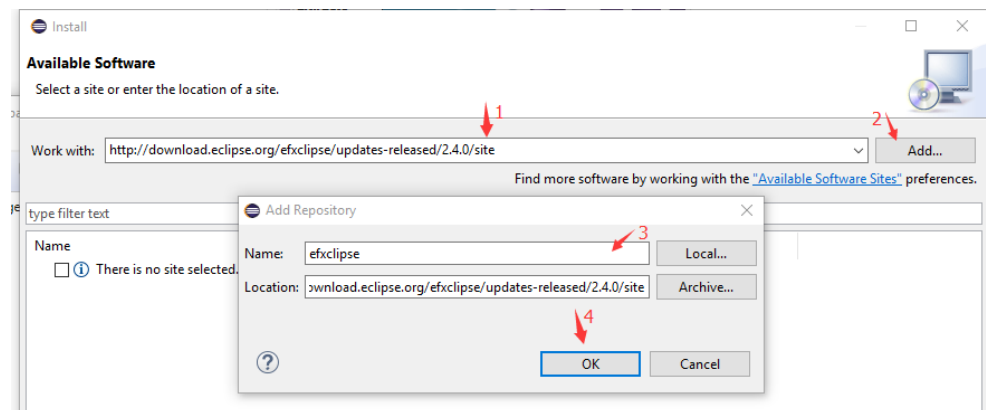 Install
Available Software
Select a site or enter the location of a site.
1
2
Work with: http://download.eclipse.org/efxclipse/updates-released/2.4.0/site Add...
Find more software by working with the "Available Software Sites" preferences.
type filter text
Name
There is no site selected.
Add Repository
3
Name: efxclipse Local...
Location: ownload.eclipse.org/efxclipse/updates-released/2.4.0/site Archive...
4
? OK Cancel